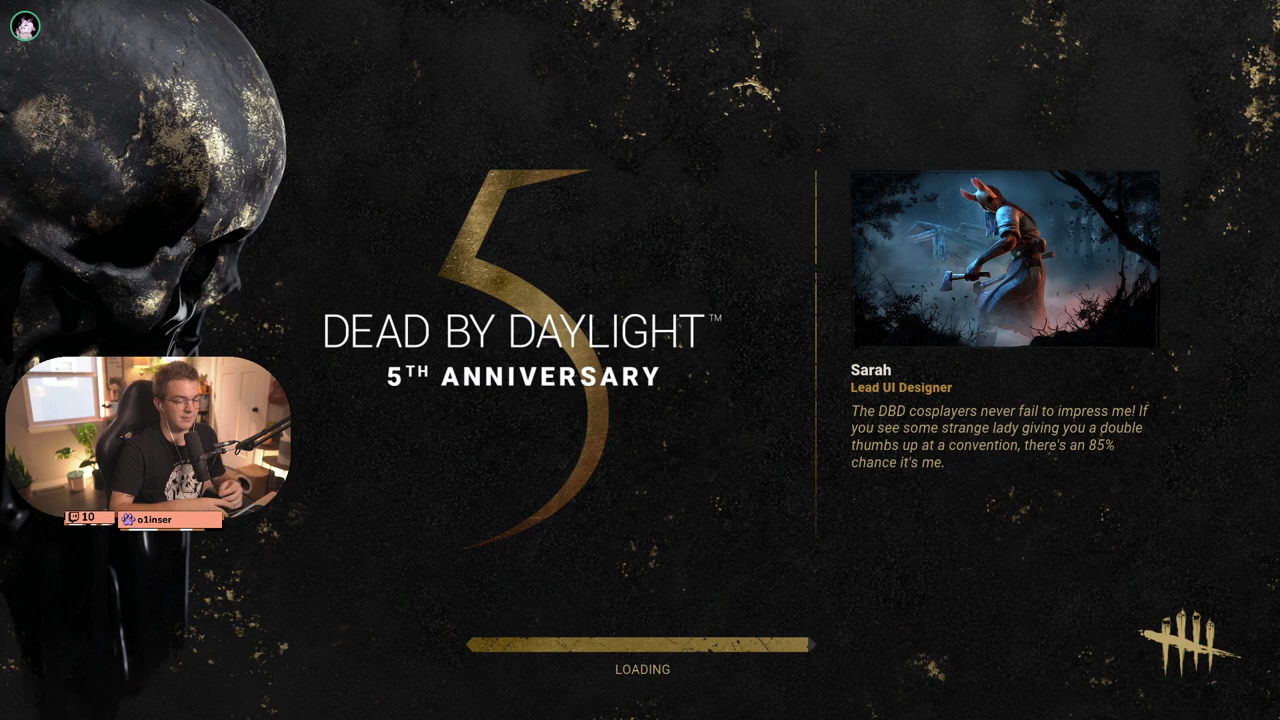 DEAD BY DAYLIGHT™
5TH ANNIVERSARY
Sarah
Lead UI Designer
The DBD cosplayers never fail to impress me! If
you see some strange lady giving you a double
thumbs up at a convention, there's an 85%
chance it's me.
10
o1inser
LOADING